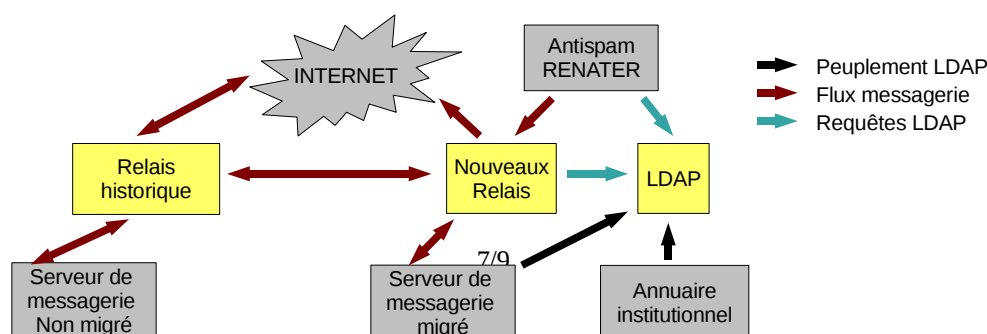 INTERNET
Antispam
RENATER
Peuplement LDAP
Flux messagerie
Requêtes LDAP
Relais
historique
Nouveaux
Relais
LDAP
7/9
Serveur de
messagerie
Non migré
Serveur de
messagerie
migré
Annuaire
institutionnel